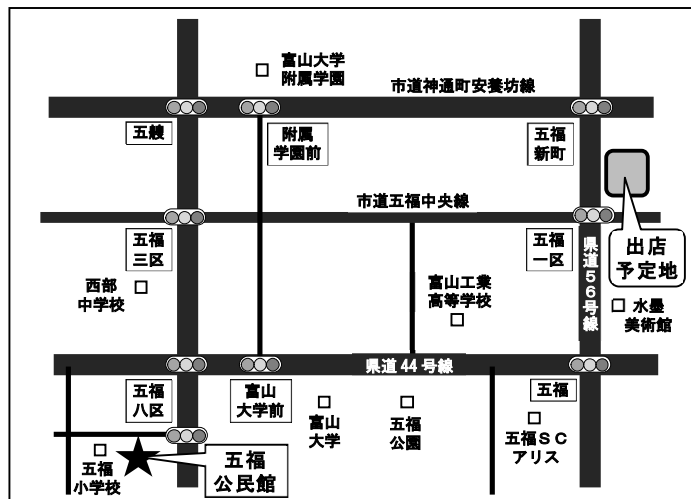 富山大学
附属学園
市道神通町安養坊線
五艘
附属
学園前
五福
新町
市道五福中央線
五福
三区
五福
一区
出店
予定地
県道56号線
西部
中学校
富山工業
高等学校
水墨
美術館
県道44号線
五福
八区
富山
大学前
五福
富山
大学
五福
公園
五福SC
アリス
五福
小学校
五福
公民館